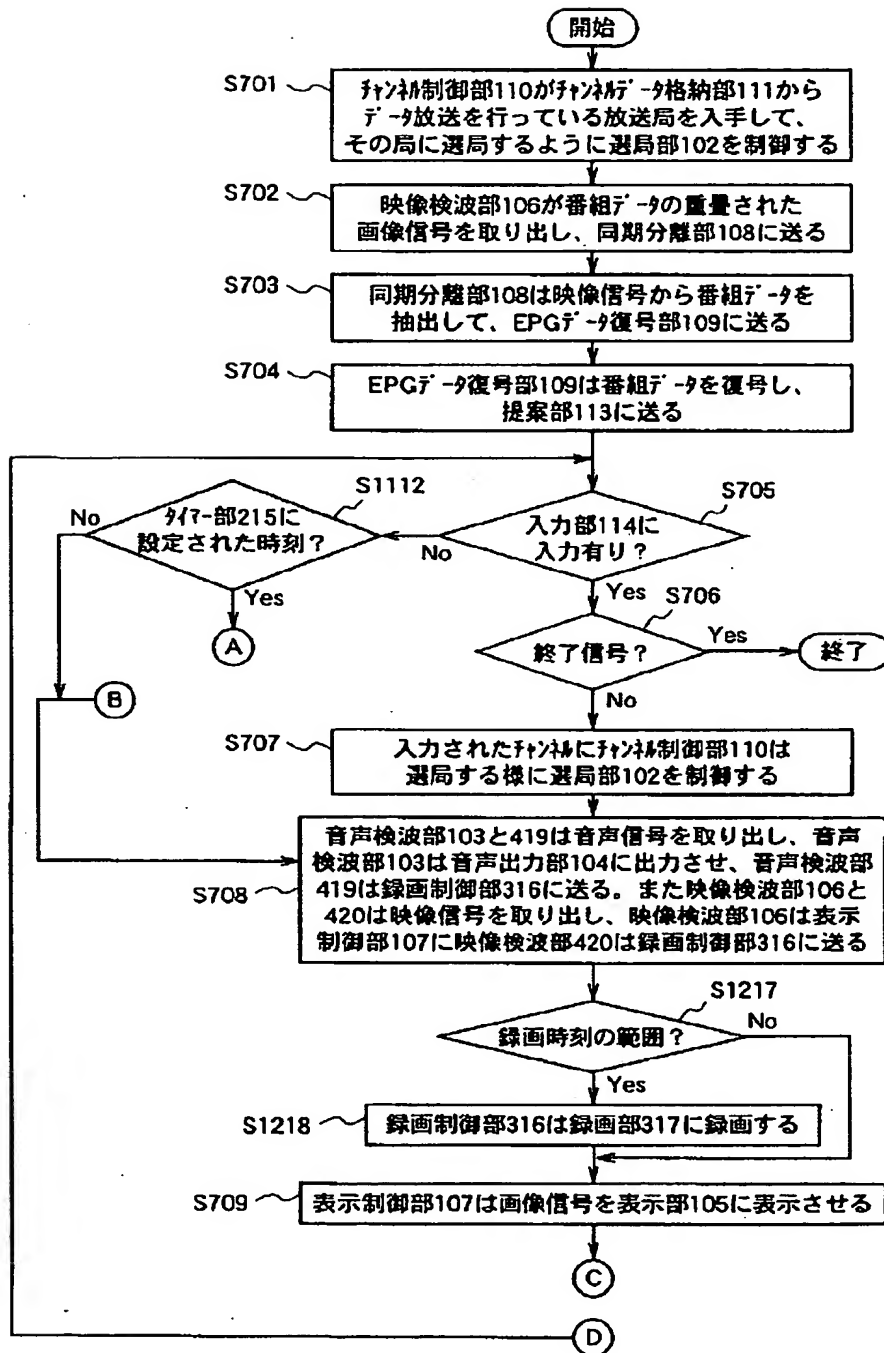 開始
S701
チャンネル制御部110がチャンネルデータ格納部111から
データ放送を行っている放送局を入手して、
その局に選局するように選局部102を制御する
S702
映像検波部106が番組データの重畳された
画像信号を取り出し、同期分離部108に送る
S703
同期分離部108は映像信号から番組データを
抽出して、EPGデータ復号部109に送る
S704
EPGデータ復号部109は番組データを復号し、
提案部113に送る
S1112
No
タイマー部215に
設定された時刻？
Yes
A
S705
入力部114に
入力有り？
No
Yes
S706
終了信号？
Yes
終了
No
B
S707
入力されたチャンネルにチャンネル制御部110は
選局する様に選局部102を制御する
S708
音声検波部103と419は音声信号を取り出し、音声
検波部103は音声出力部104に出力させ、音声検波部
419は録画制御部316に送る。また映像検波部106と
420は映像信号を取り出し、映像検波部106は表示
制御部107に映像検波部420は録画制御部316に送る
S1217
録画時刻の範囲？
No
Yes
S1218
録画制御部316は録画部317に録画する
S709
表示制御部107は画像信号を表示部105に表示させる
C
D